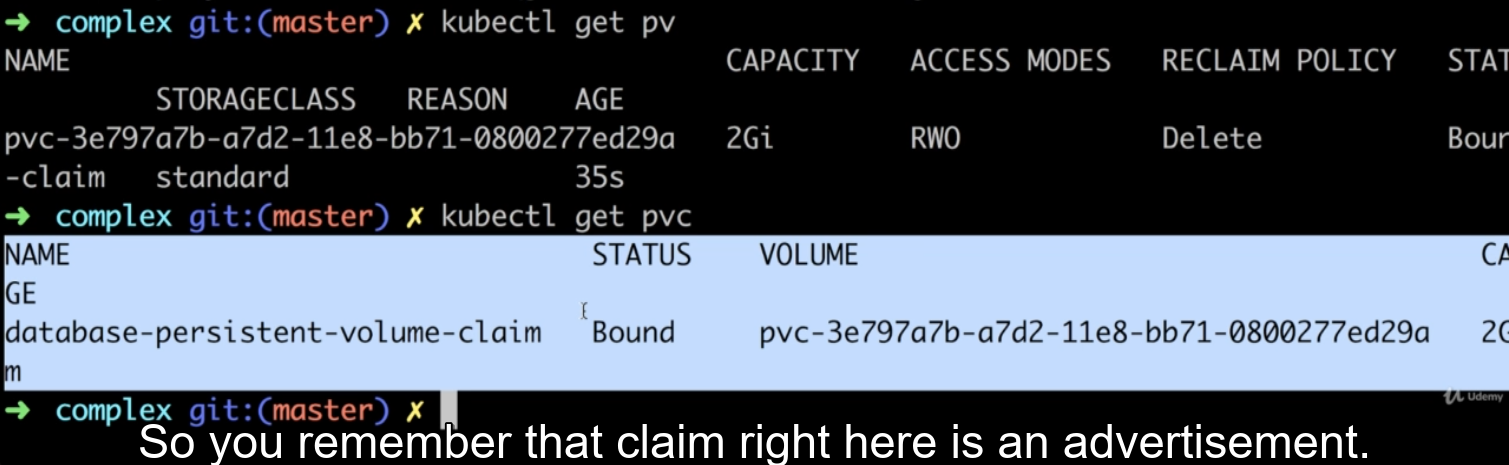 ➜ complex git:(master) ✗ kubectl get pv
NAME CAPACITY ACCESS MODES RECLAIM POLICY STAT
STORAGECLASS REASON AGE
pvc-3e797a7b-a7d2-11e8-bb71-0800277ed29a 2Gi RWO Delete Boun
-claim standard 35s
➜ complex git:(master) ✗ kubectl get pvc
NAME STATUS VOLUME CA
GE
database-persistent-volume-claim Bound pvc-3e797a7b-a7d2-11e8-bb71-0800277ed29a 2G
m
➜ complex git:(master) ✗
Udemy
So you remember that claim right here is an advertisement.